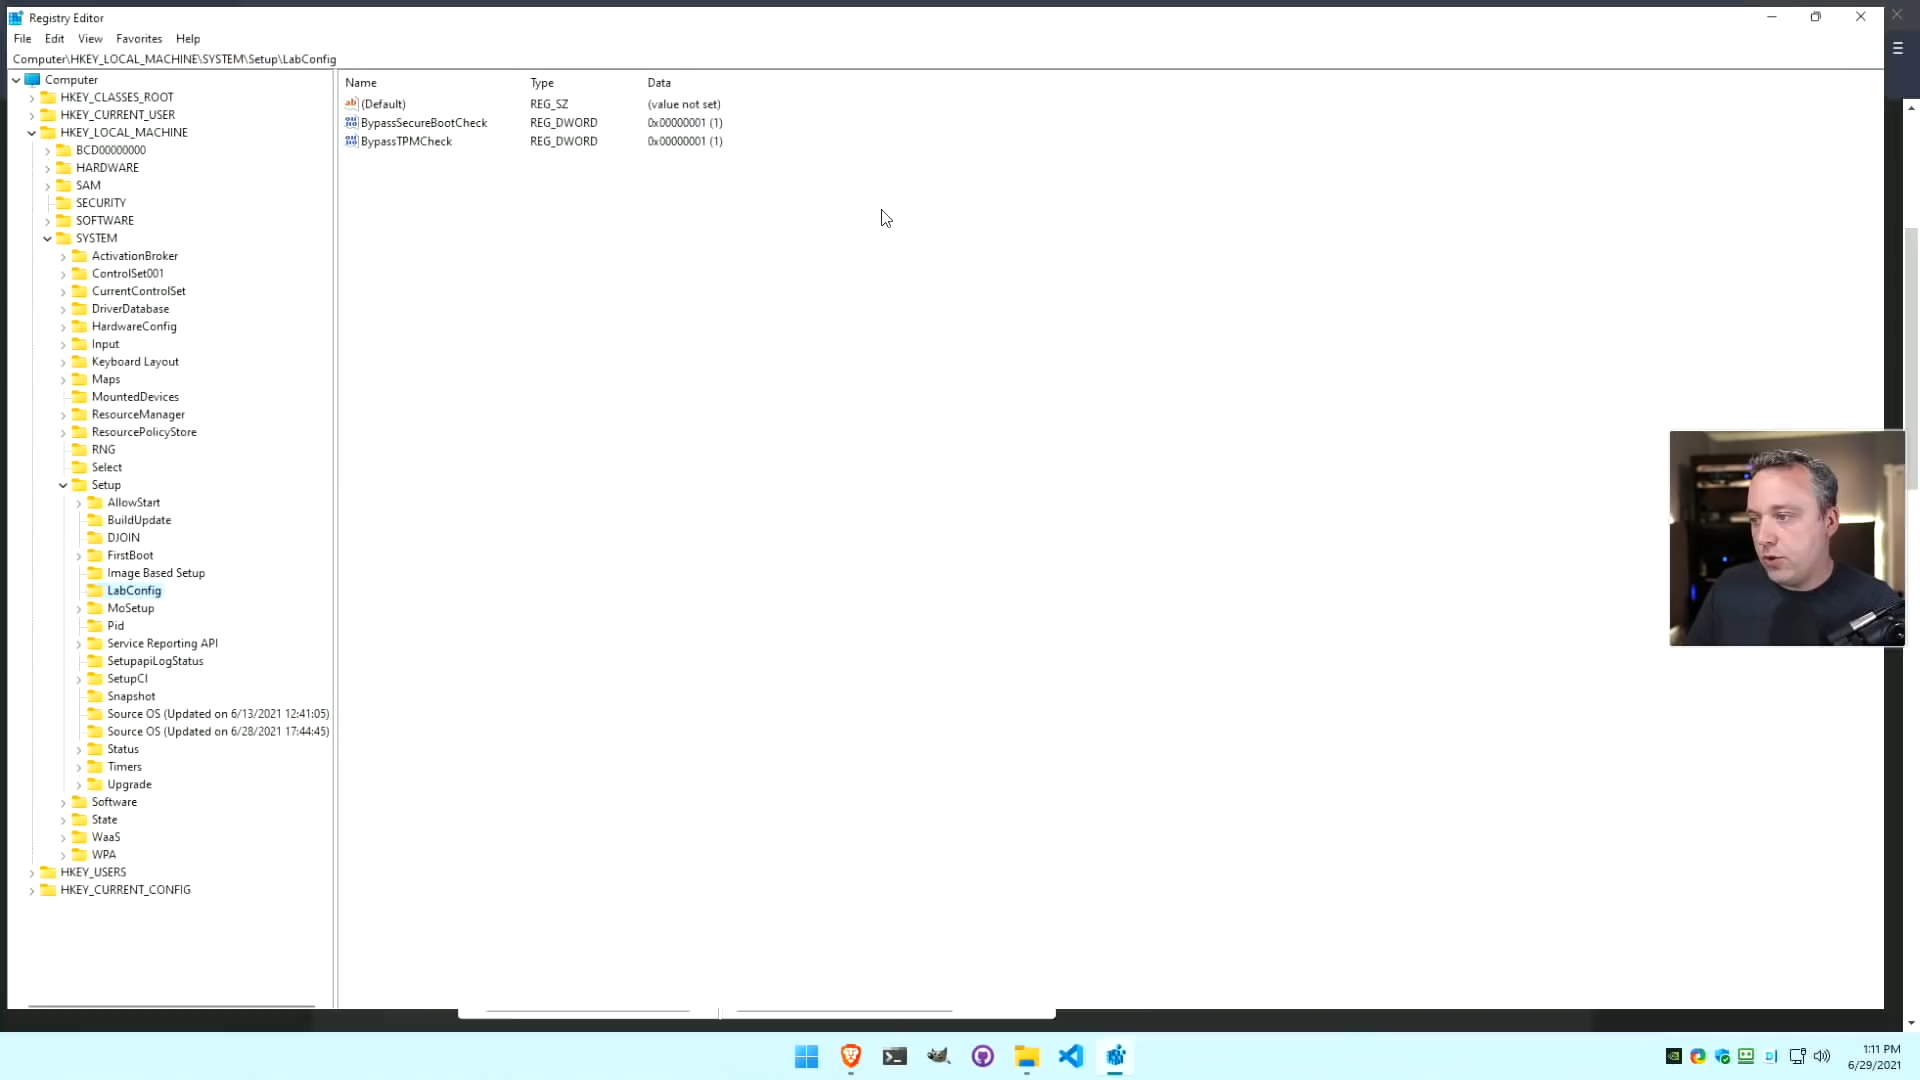 Registry Editor
File Edit View Favorites Help
Computer\HKEY_LOCAL_MACHINE\SYSTEM\Setup\LabConfig
Computer
HKEY_CLASSES_ROOT
HKEY_CURRENT_USER
HKEY_LOCAL_MACHINE
BCD00000000
HARDWARE
SAM
SECURITY
SOFTWARE
SYSTEM
ActivationBroker
ControlSet001
CurrentControlSet
DriverDatabase
HardwareConfig
Input
Keyboard Layout
Maps
MountedDevices
ResourceManager
ResourcePolicyStore
RNG
Select
Setup
AllowStart
BuildUpdate
DJOIN
FirstBoot
Image Based Setup
LabConfig
MoSetup
Pid
Service Reporting API
SetupapiLogStatus
SetupCl
Snapshot
Source OS (Updated on 6/13/2021 12:41:05)
Source OS (Updated on 6/28/2021 17:44:45)
Status
Timers
Upgrade
Software
State
WaaS
WPA
HKEY_USERS
HKEY_CURRENT_CONFIG
Name Type Data
(Default) REG_SZ (value not set)
BypassSecureBootCheck REG_DWORD 0x00000001 (1)
BypassTPMCheck REG_DWORD 0x00000001 (1)
1:11 PM
6/29/2021